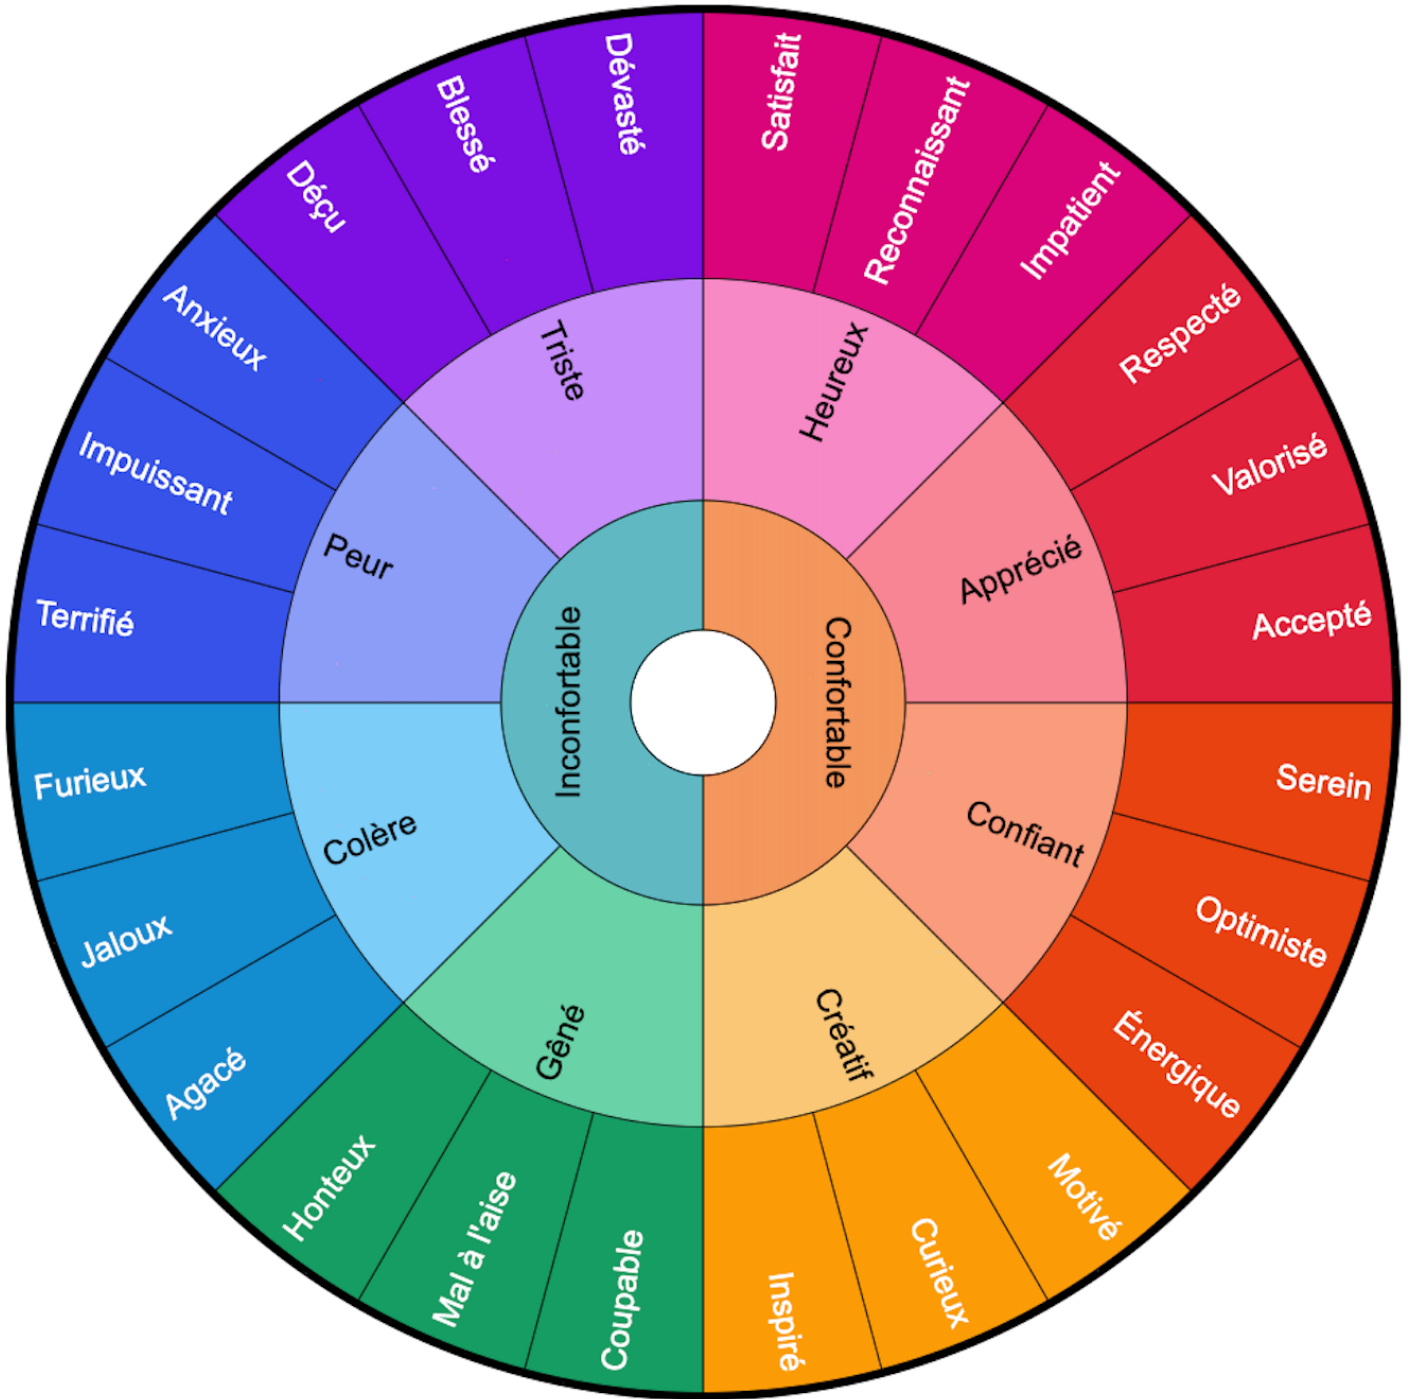 Satisfait
Reconnaissant
Impatient
Respecté
Valorisé
Accepté
Serein
Optimiste
Énergique
Motivé
Curieux
Inspiré
Coupable
Mal à l'aise
Honteux
Agacé
Jaloux
Furieux
Terrifié
Impuissant
Anxieux
Déçu
Blessé
Dévasté
Heureux
Apprécié
Confiant
Créatif
Gêné
Colère
Peur
Triste
Confortable
Inconfortable